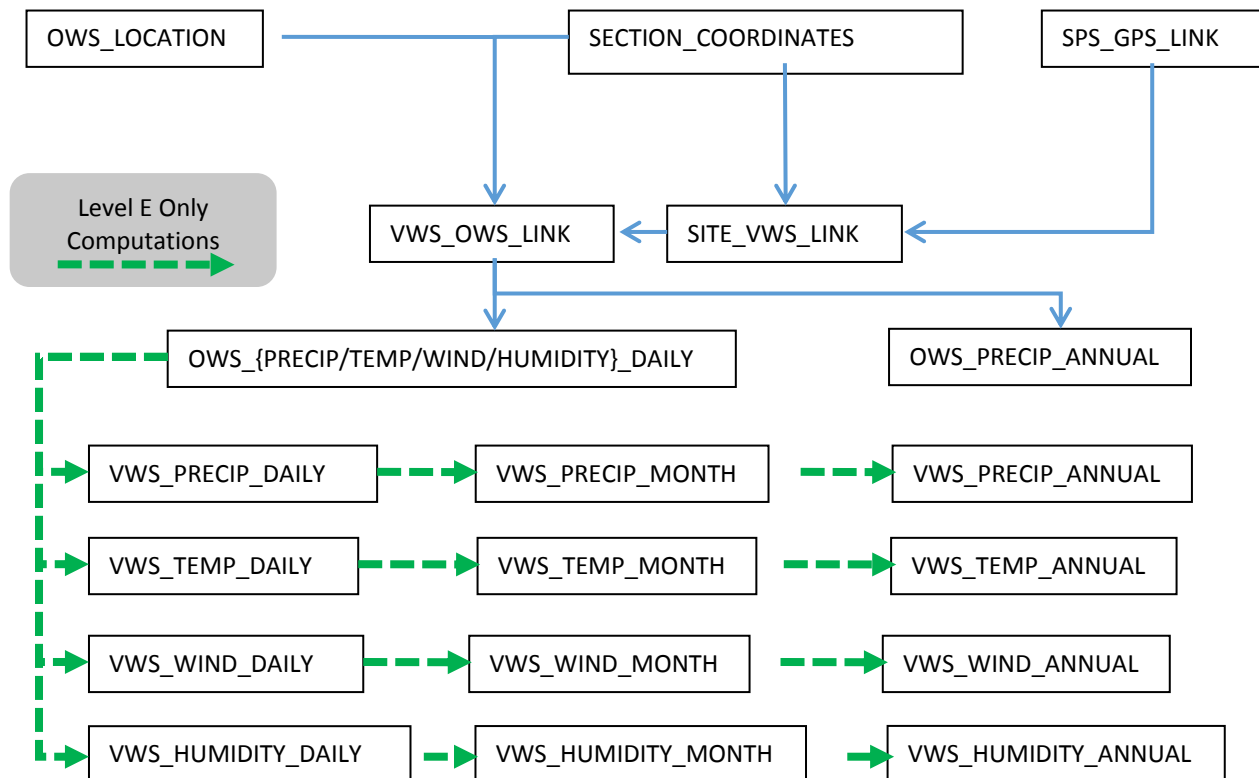 OWS_LOCATION
SECTION_COORDINATES
SPS_GPS_LINK
Level E Only
Computations
VWS_OWS_LINK
SITE_VWS_LINK
OWS_{PRECIP/TEMP/WIND/HUMIDITY}_DAILY
OWS_PRECIP_ANNUAL
VWS_PRECIP_DAILY
VWS_PRECIP_MONTH
VWS_PRECIP_ANNUAL
VWS_TEMP_DAILY
VWS_TEMP_MONTH
VWS_TEMP_ANNUAL
VWS_WIND_DAILY
VWS_WIND_MONTH
VWS_WIND_ANNUAL
VWS_HUMIDITY_DAILY
VWS_HUMIDITY_MONTH
VWS_HUMIDITY_ANNUAL